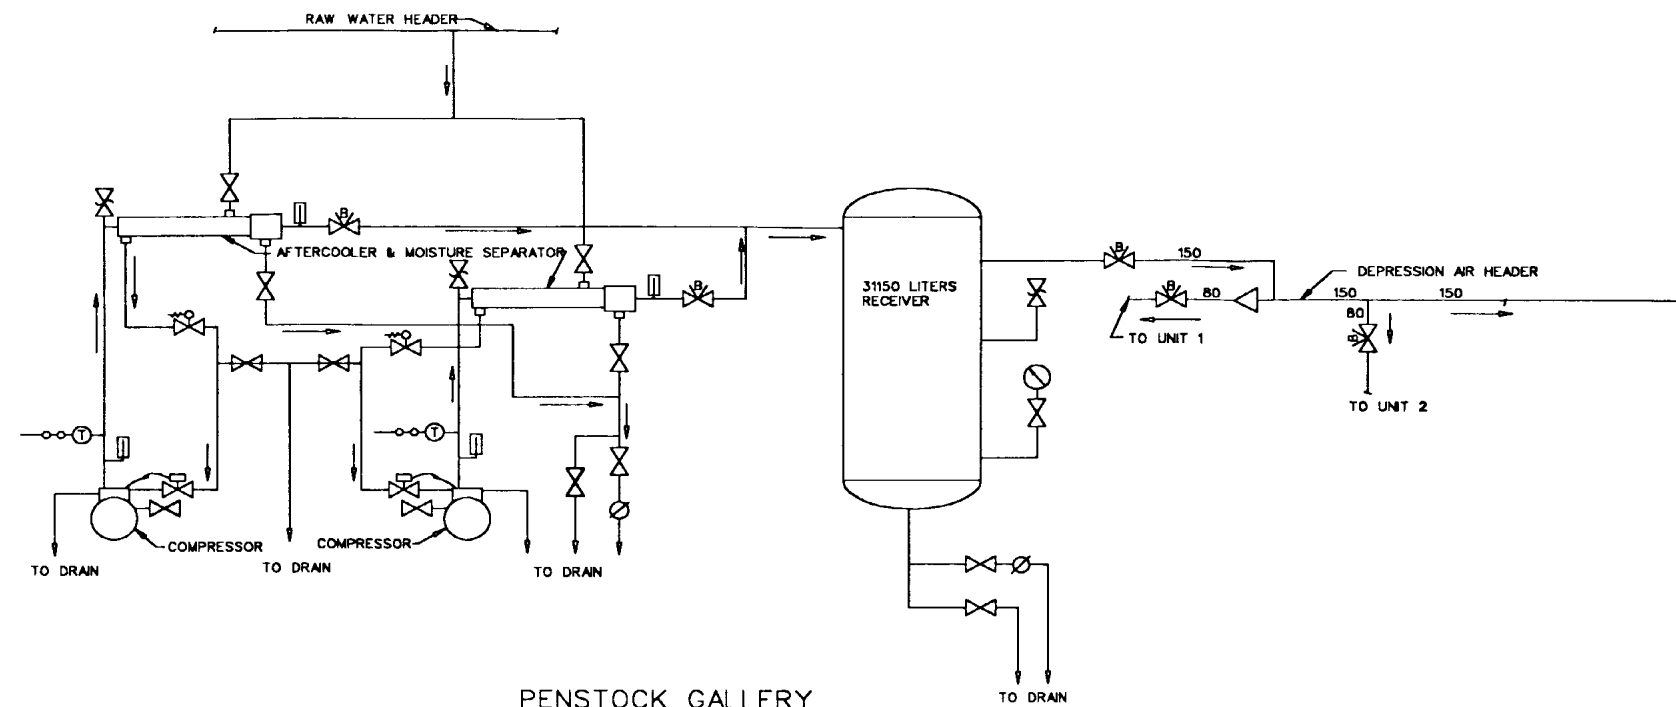 RAW WATER HEADER
B
AFTERCOOLER & MOISTURE SEPARATOR
B
B
150
DEPRESSION AIR HEADER
31150 LITERS
RECEIVER
B
80
150
150
80
TO UNIT 1
B
TO UNIT 2
T
T
COMPRESSOR
COMPRESSOR
TO DRAIN
TO DRAIN
TO DRAIN
TO DRAIN
PENSTOCK GALLERY